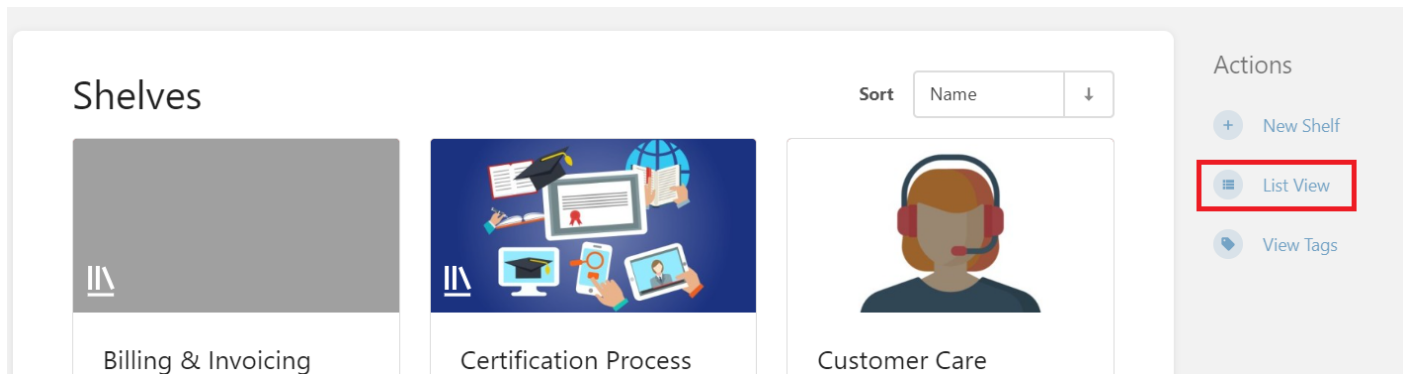 Shelves
Sort Name
Billing & Invoicing
Certification Process
Customer Care
Actions
New Shelf
List View
View Tags